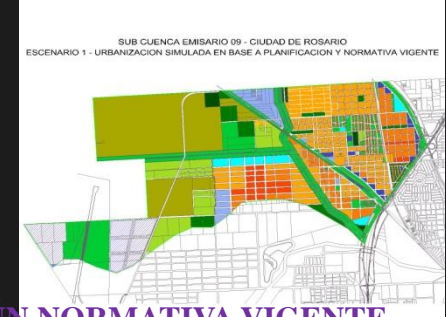 SUB CUENCA EMISARIO 09 - CIUDAD DE ROSARIO
ESCENARIO 1 - URBANIZACION SIMULADA EN BASE A PLANIFICACION Y NORMATIVA VIGENTE
NORMATIVA VIGENTE